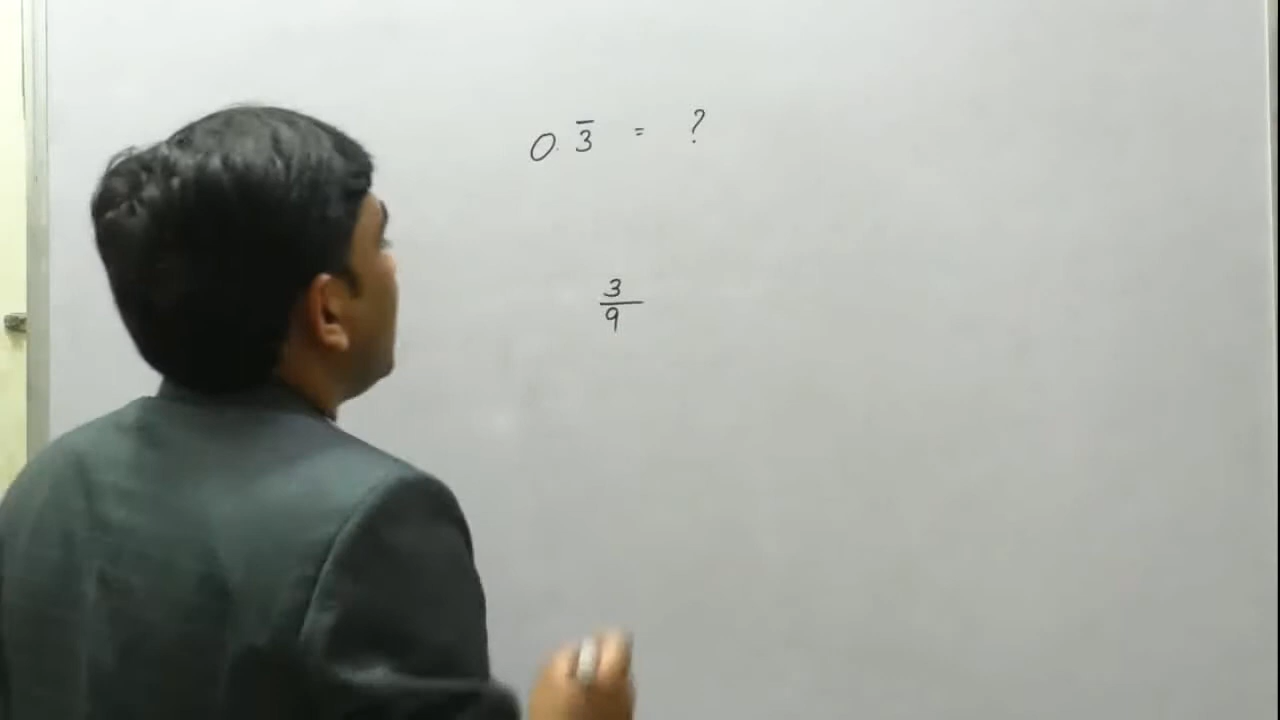 0.3̅ = ?
3
9